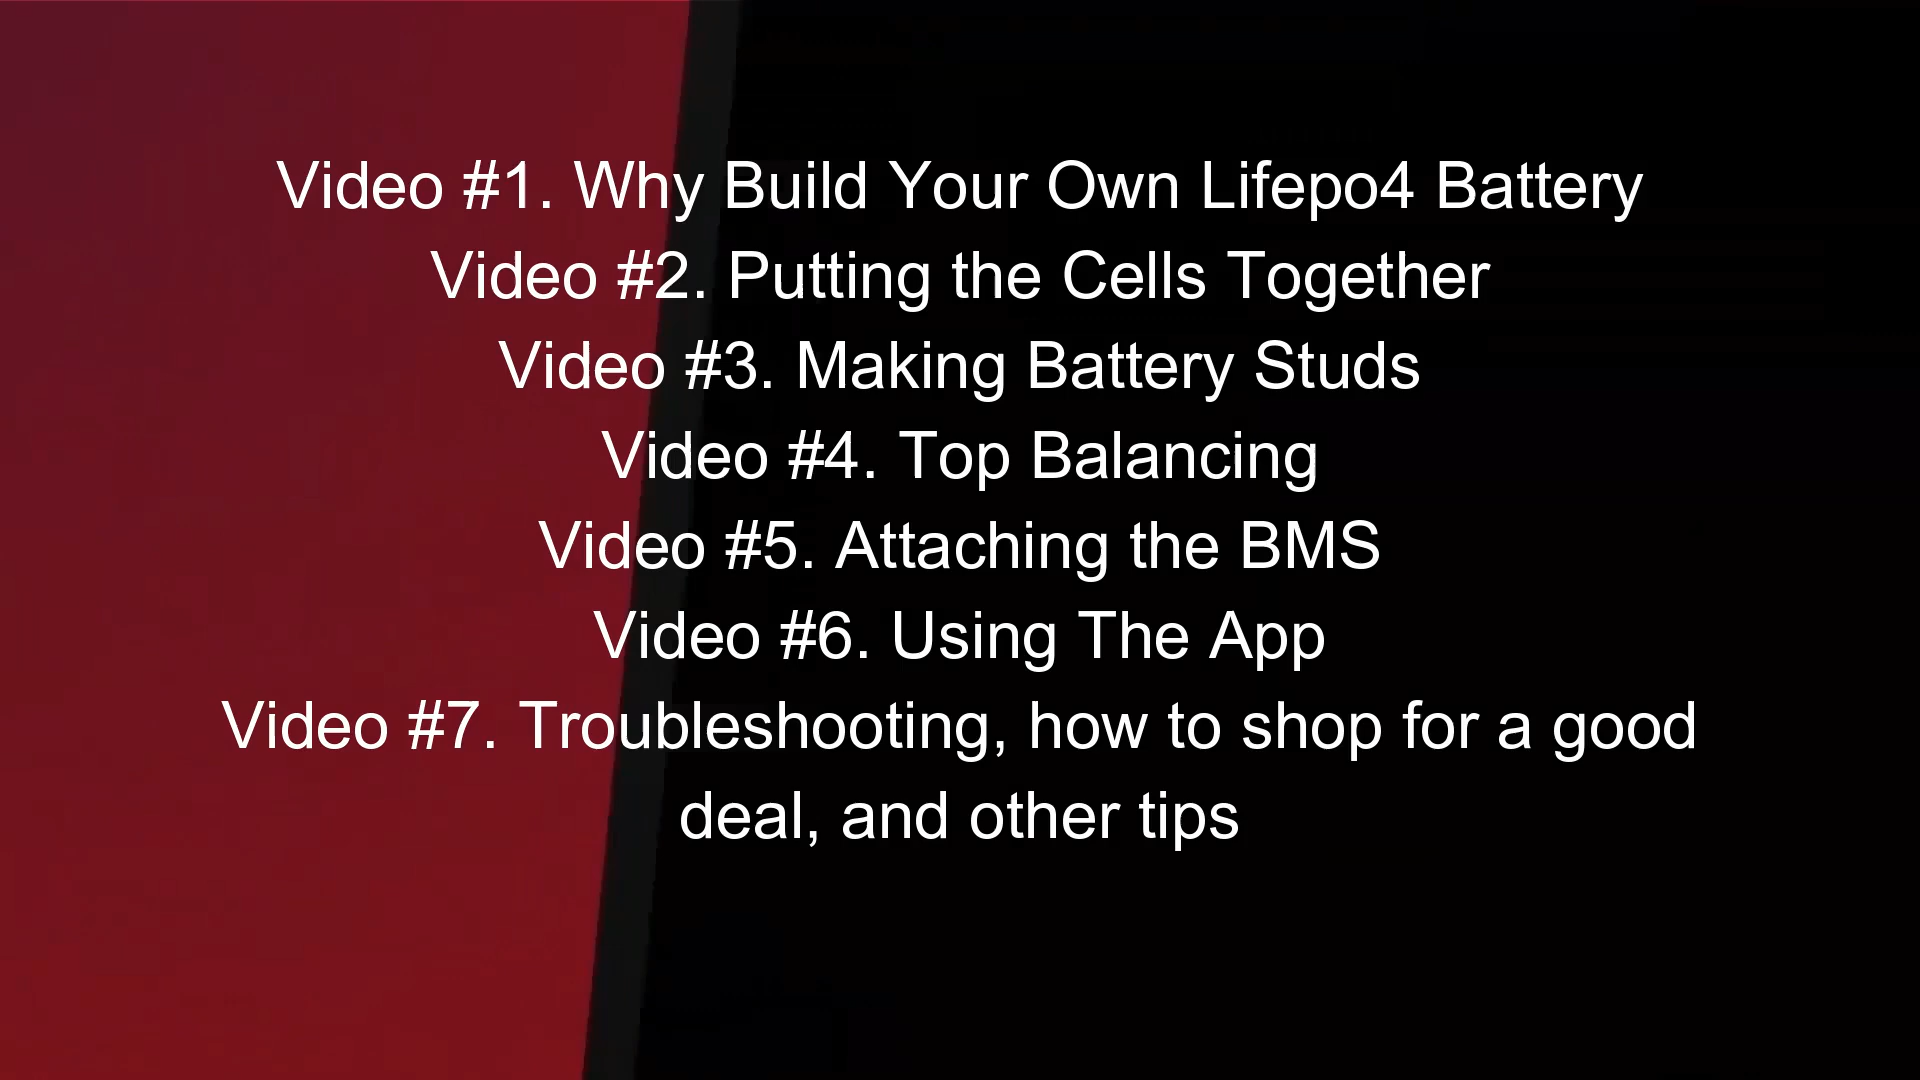 Video #1. Why Build Your Own Lifepo4 Battery
Video #2. Putting the Cells Together
Video #3. Making Battery Studs
Video #4. Top Balancing
Video #5. Attaching the BMS
Video #6. Using The App
Video #7. Troubleshooting, how to shop for a good
deal, and other tips